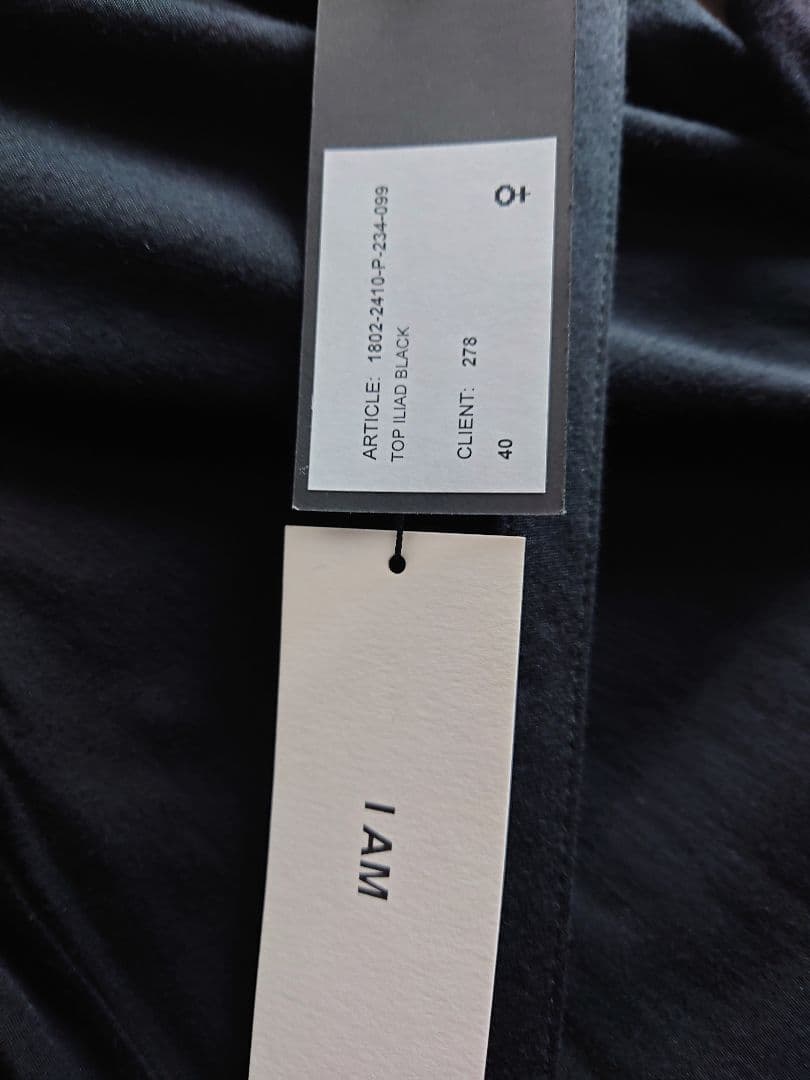 ARTICLE: 1802-2410-P-234-099
TOP ILIAD BLACK
CLIENT: 278
40 ♀
I AM